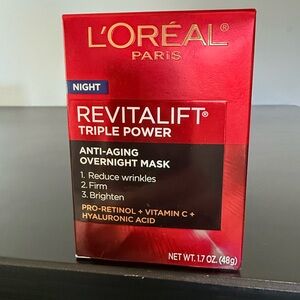 L'ORÉAL
PARIS
NIGHT
REVITALIFT®
TRIPLE POWER
ANTI-AGING
OVERNIGHT MASK
1. Reduce wrinkles
2. Firm
3. Brighten
PRO-RETINOL + VITAMIN C +
HYALURONIC ACID
NET WT. 1.7 OZ. (48g)